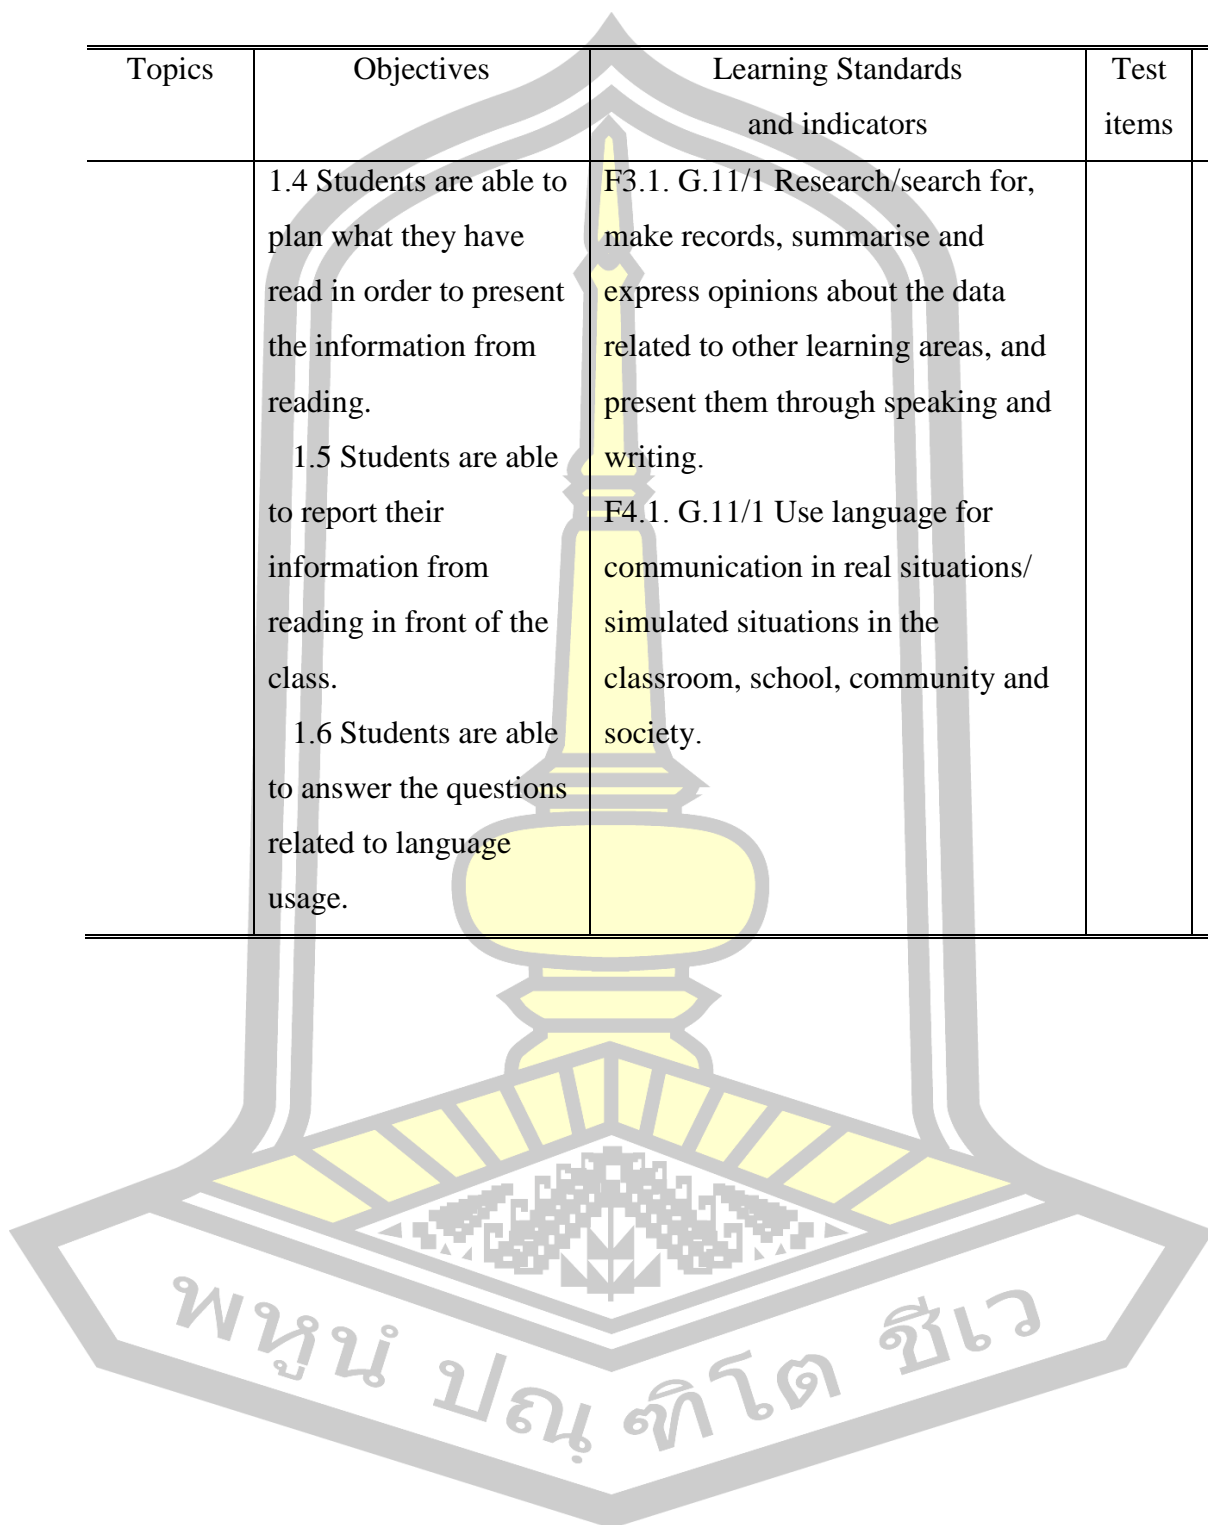 Topics Objectives Learning Standards Test
and indicators items
1.4 Students are able to
plan what they have
read in order to present
the information from
reading.
1.5 Students are able
to report their
information from
reading in front of the
class.
1.6 Students are able
to answer the questions
related to language
usage.
F3.1. G.11/1 Research/search for,
make records, summarise and
express opinions about the data
related to other learning areas, and
present them through speaking and
writing.
F4.1. G.11/1 Use language for
communication in real situations/
simulated situations in the
classroom, school, community and
society.
พหูนํ ปณฺฑิโต ชีเว